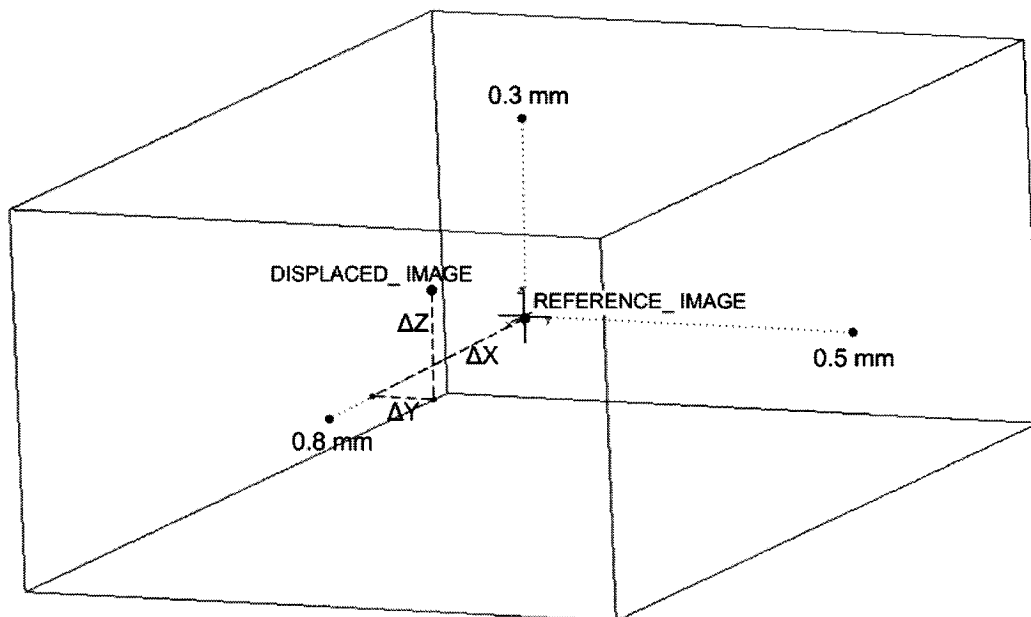 0.3 mm
DISPLACED_ IMAGE
REFERENCE_ IMAGE
ΔZ
ΔX
0.5 mm
ΔY
0.8 mm